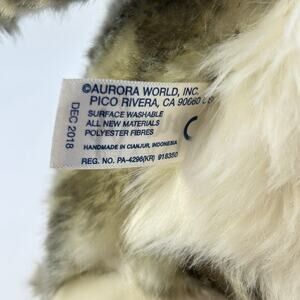 ©AURORA WORLD, INC.
PICO RIVERA, CA 90660
SURFACE WASHABLE
ALL NEW MATERIALS
POLYESTER FIBRES
HANDMADE IN CIANJUR, INDONESIA
REG. NO. PA-4296(KR) 918350
DEC 2018